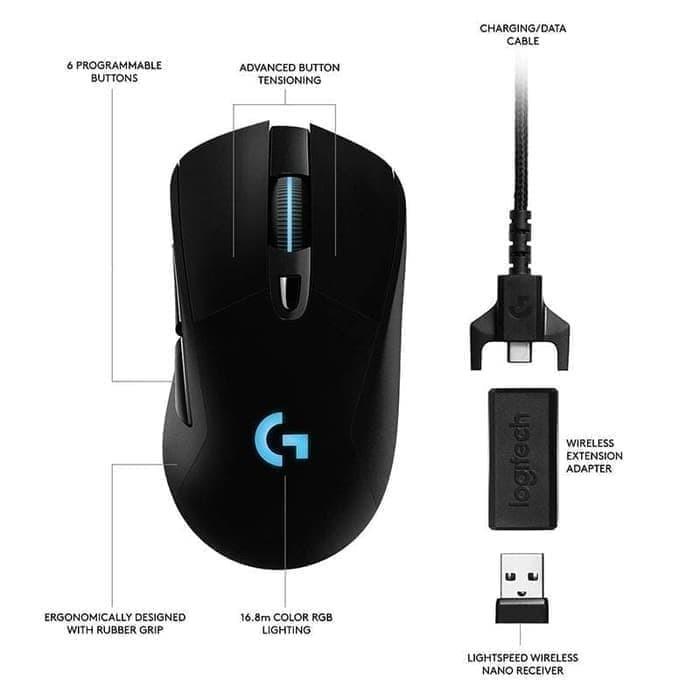 CHARGING/DATA
CABLE
6 PROGRAMMABLE
BUTTONS
ADVANCED BUTTON
TENSIONING
G
G
logitech
WIRELESS
EXTENSION
ADAPTER
ERGONOMICALLY DESIGNED
WITH RUBBER GRIP
16.8m COLOR RGB
LIGHTING
LIGHTSPEED WIRELESS
NANO RECEIVER